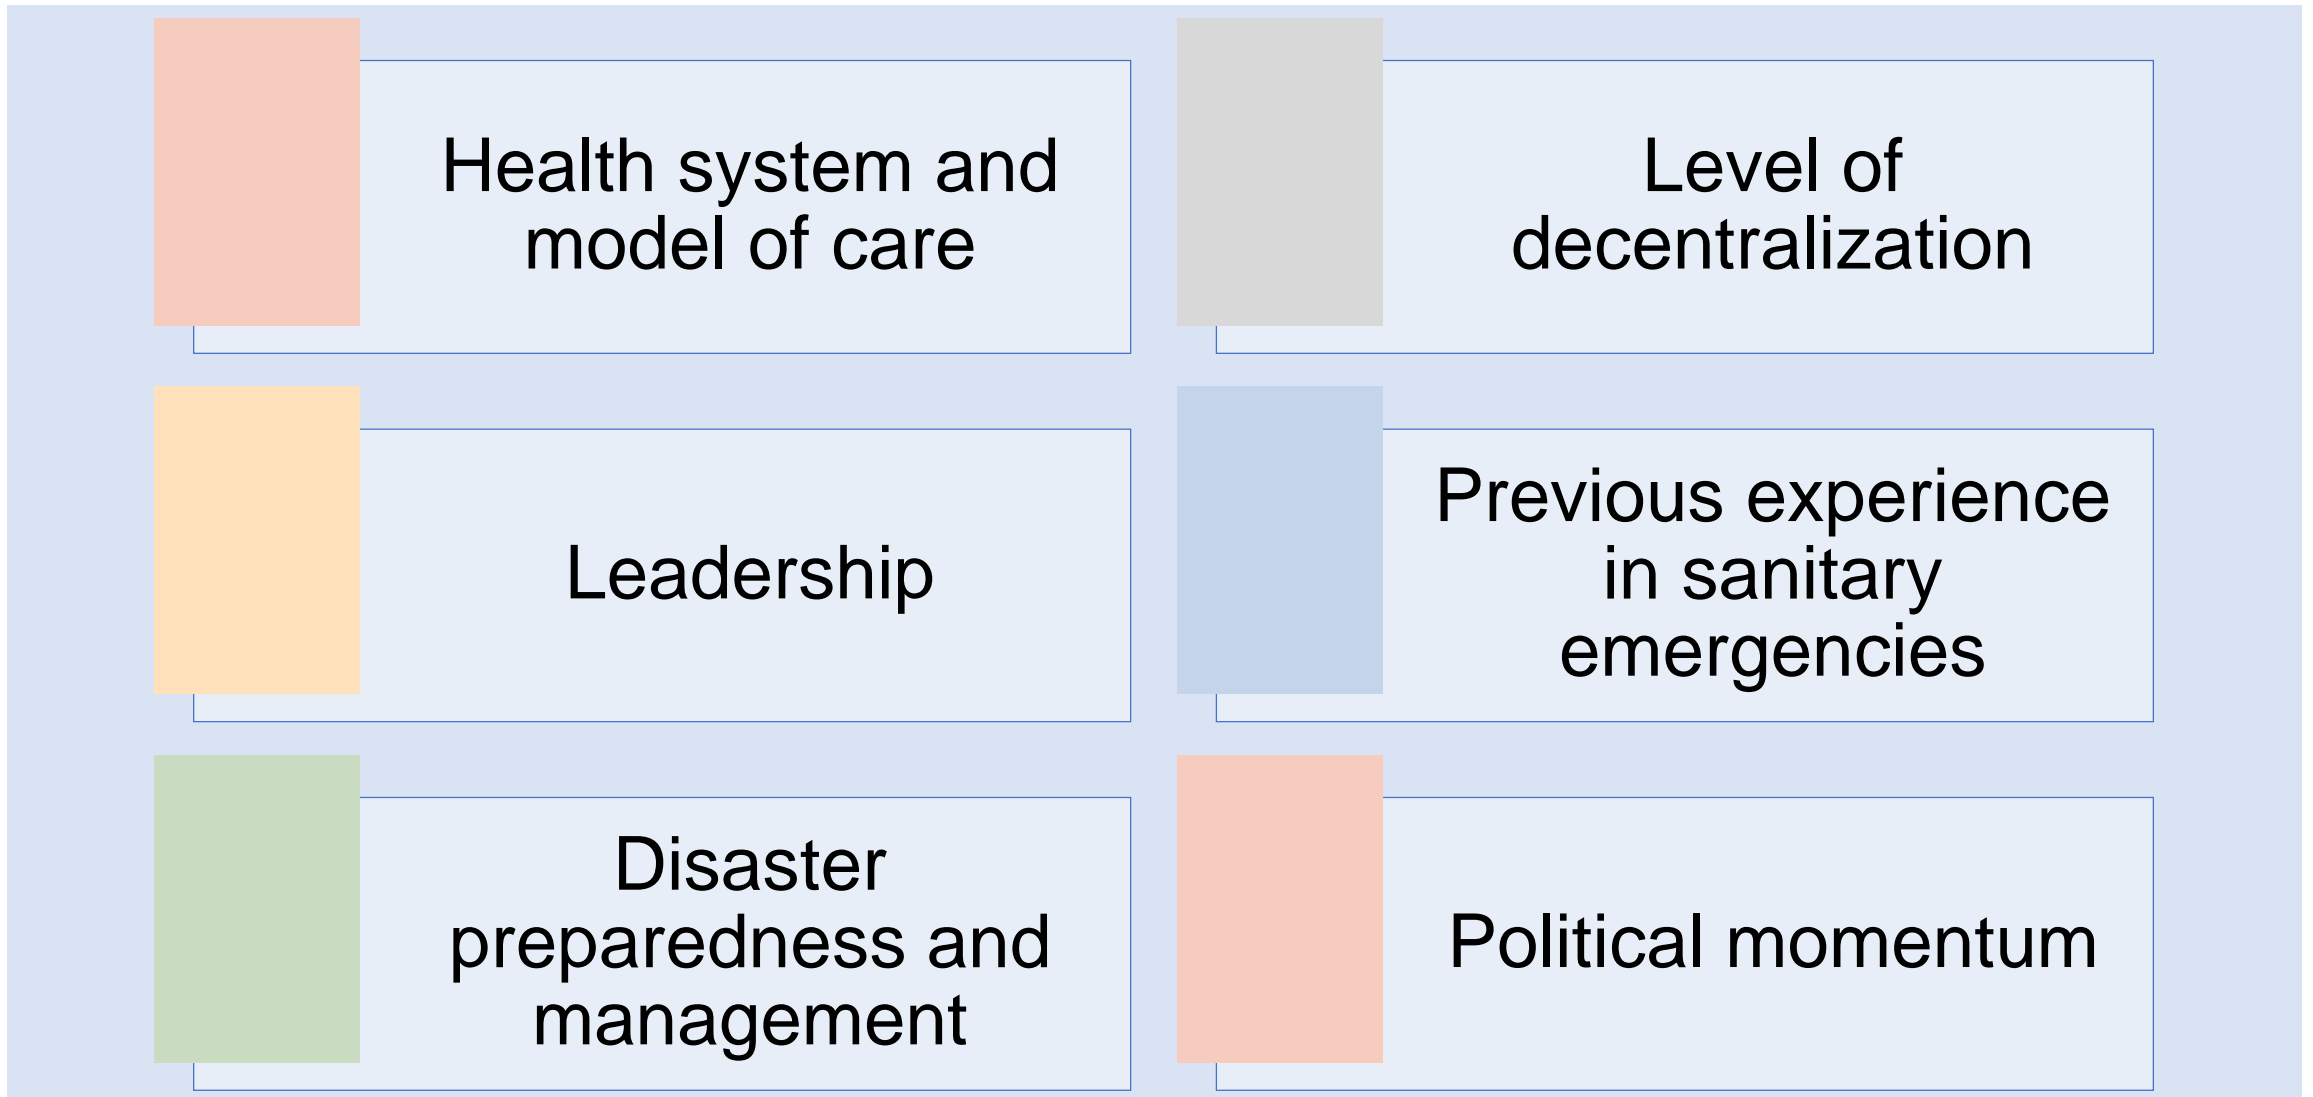 Health system and
model of care
Level of
decentralization
Leadership
Previous experience
in sanitary
emergencies
Disaster
preparedness and
management
Political momentum